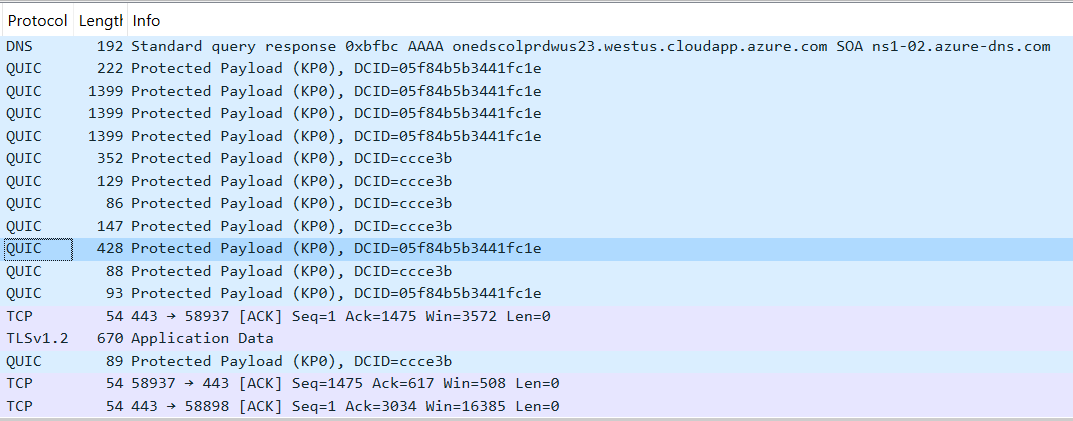 Protocol Length Info
DNS 192 Standard query response 0xbfbc AAAA onedscolprdwus23.westus.cloudapp.azure.com SOA ns1-02.azure-dns.com
QUIC 222 Protected Payload (KP0), DCID=05f84b5b3441fc1e
QUIC 1399 Protected Payload (KP0), DCID=05f84b5b3441fc1e
QUIC 1399 Protected Payload (KP0), DCID=05f84b5b3441fc1e
QUIC 1399 Protected Payload (KP0), DCID=05f84b5b3441fc1e
QUIC 352 Protected Payload (KP0), DCID=ccce3b
QUIC 129 Protected Payload (KP0), DCID=ccce3b
QUIC 86 Protected Payload (KP0), DCID=ccce3b
QUIC 147 Protected Payload (KP0), DCID=ccce3b
QUIC 428 Protected Payload (KP0), DCID=05f84b5b3441fc1e
QUIC 88 Protected Payload (KP0), DCID=ccce3b
QUIC 93 Protected Payload (KP0), DCID=05f84b5b3441fc1e
TCP 54 443 → 58937 [ACK] Seq=1 Ack=1475 Win=3572 Len=0
TLSv1.2 670 Application Data
QUIC 89 Protected Payload (KP0), DCID=ccce3b
TCP 54 58937 → 443 [ACK] Seq=1475 Ack=617 Win=508 Len=0
TCP 54 443 → 58898 [ACK] Seq=1 Ack=3034 Win=16385 Len=0